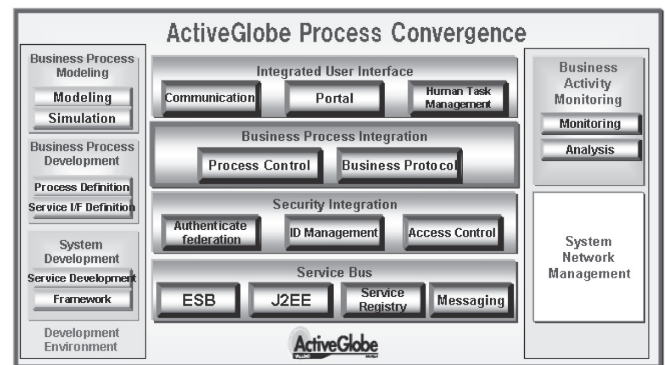 ActiveGlobe Process Convergence
Business Process
Modeling
Modeling
Simulation
Business Process
Development
Process Definition
Service I/F Definition
System
Development
Service Development
Framework
Development
Environment
Integrated User Interface
Communication
Portal
Human Task
Management
Business Process Integration
Process Control
Business Protocol
Security Integration
Authenticate
federation
ID Management
Access Control
Service Bus
ESB
J2EE
Service
Registry
Messaging
ActiveGlobe
Business
Activity
Monitoring
Monitoring
Analysis
System
Network
Management